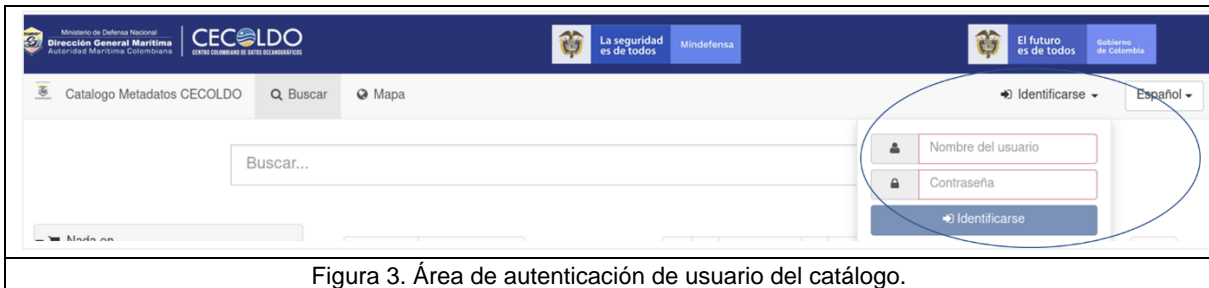 Ministerio de Defensa Nacional
Dirección General Marítima
Autoridad Marítima Colombiana
CECOLDO
CENTRO COLOMBIANO DE DATOS OCEANOGRÁFICOS
La seguridad
es de todos
Mindefensa
El futuro
es de todos
Gobierno
de Colombia
Catalogo Metadatos CECOLDO
Buscar
Mapa
Identificarse
Español
Buscar...
Nombre del usuario
Contraseña
Identificarse
Nada en
Figura 3. Área de autenticación de usuario del catálogo.